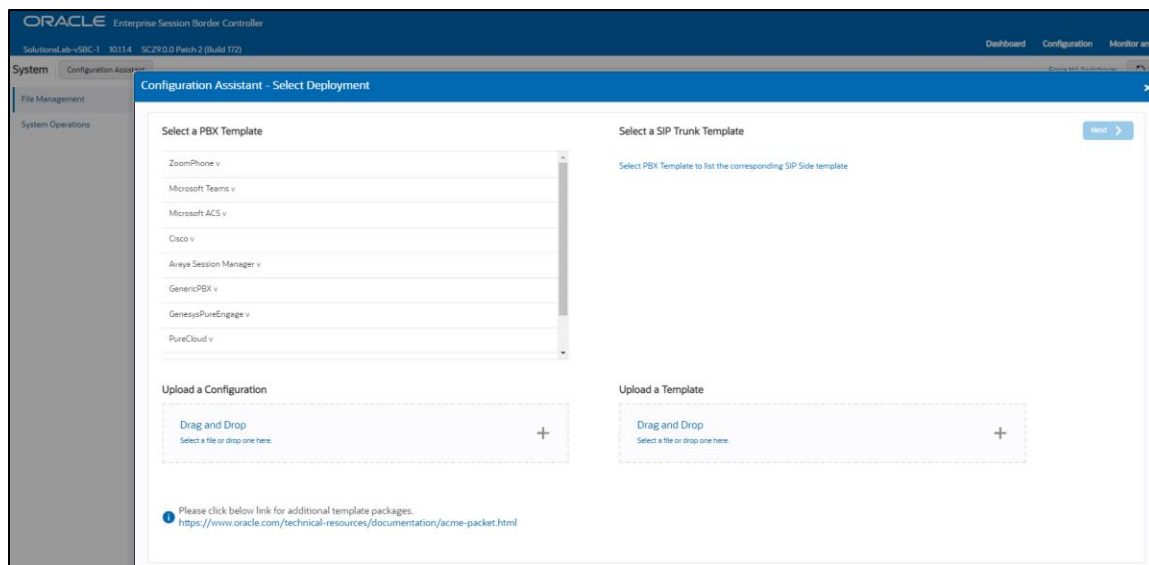 ORACLE Enterprise Session Border Controller
SolutionsLab-vSBC-1 10.1.1.4 SCZ9.0.0 Patch 2 (Build 172)
Dashboard Configuration Monitor an
System Configuration Assistant
File Management
System Operations
Configuration Assistant - Select Deployment
Select a PBX Template
ZoomPhone v
Microsoft Teams v
Microsoft ACS v
Cisco v
Avaya Session Manager v
GenericPBX v
GenesysPureEngage v
PureCloud v
Select a SIP Trunk Template
Next
Select PBX Template to list the corresponding SIP Side template
Upload a Configuration
Drag and Drop
Select a file or drop one here.
Upload a Template
Drag and Drop
Select a file or drop one here.
Please click below link for additional template packages.
https://www.oracle.com/technical-resources/documentation/acme-packet.html